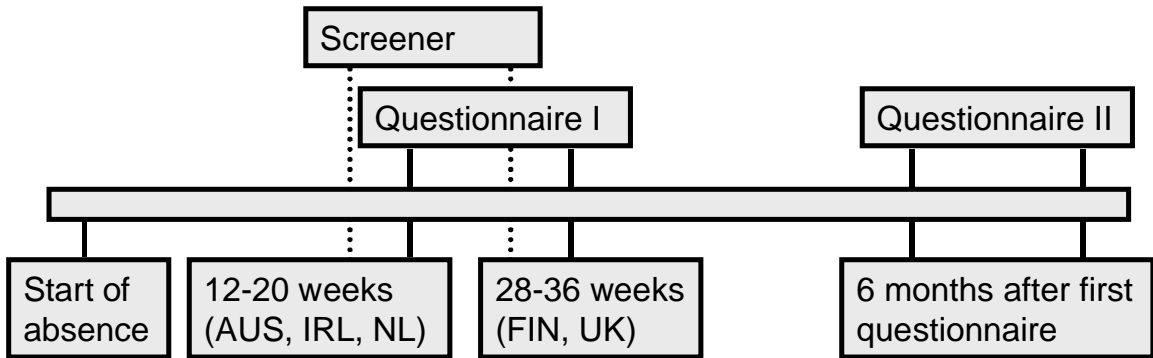 Screener
Questionnaire I
Questionnaire II
Start of
absence
12-20 weeks
(AUS, IRL, NL)
28-36 weeks
(FIN, UK)
6 months after first
questionnaire